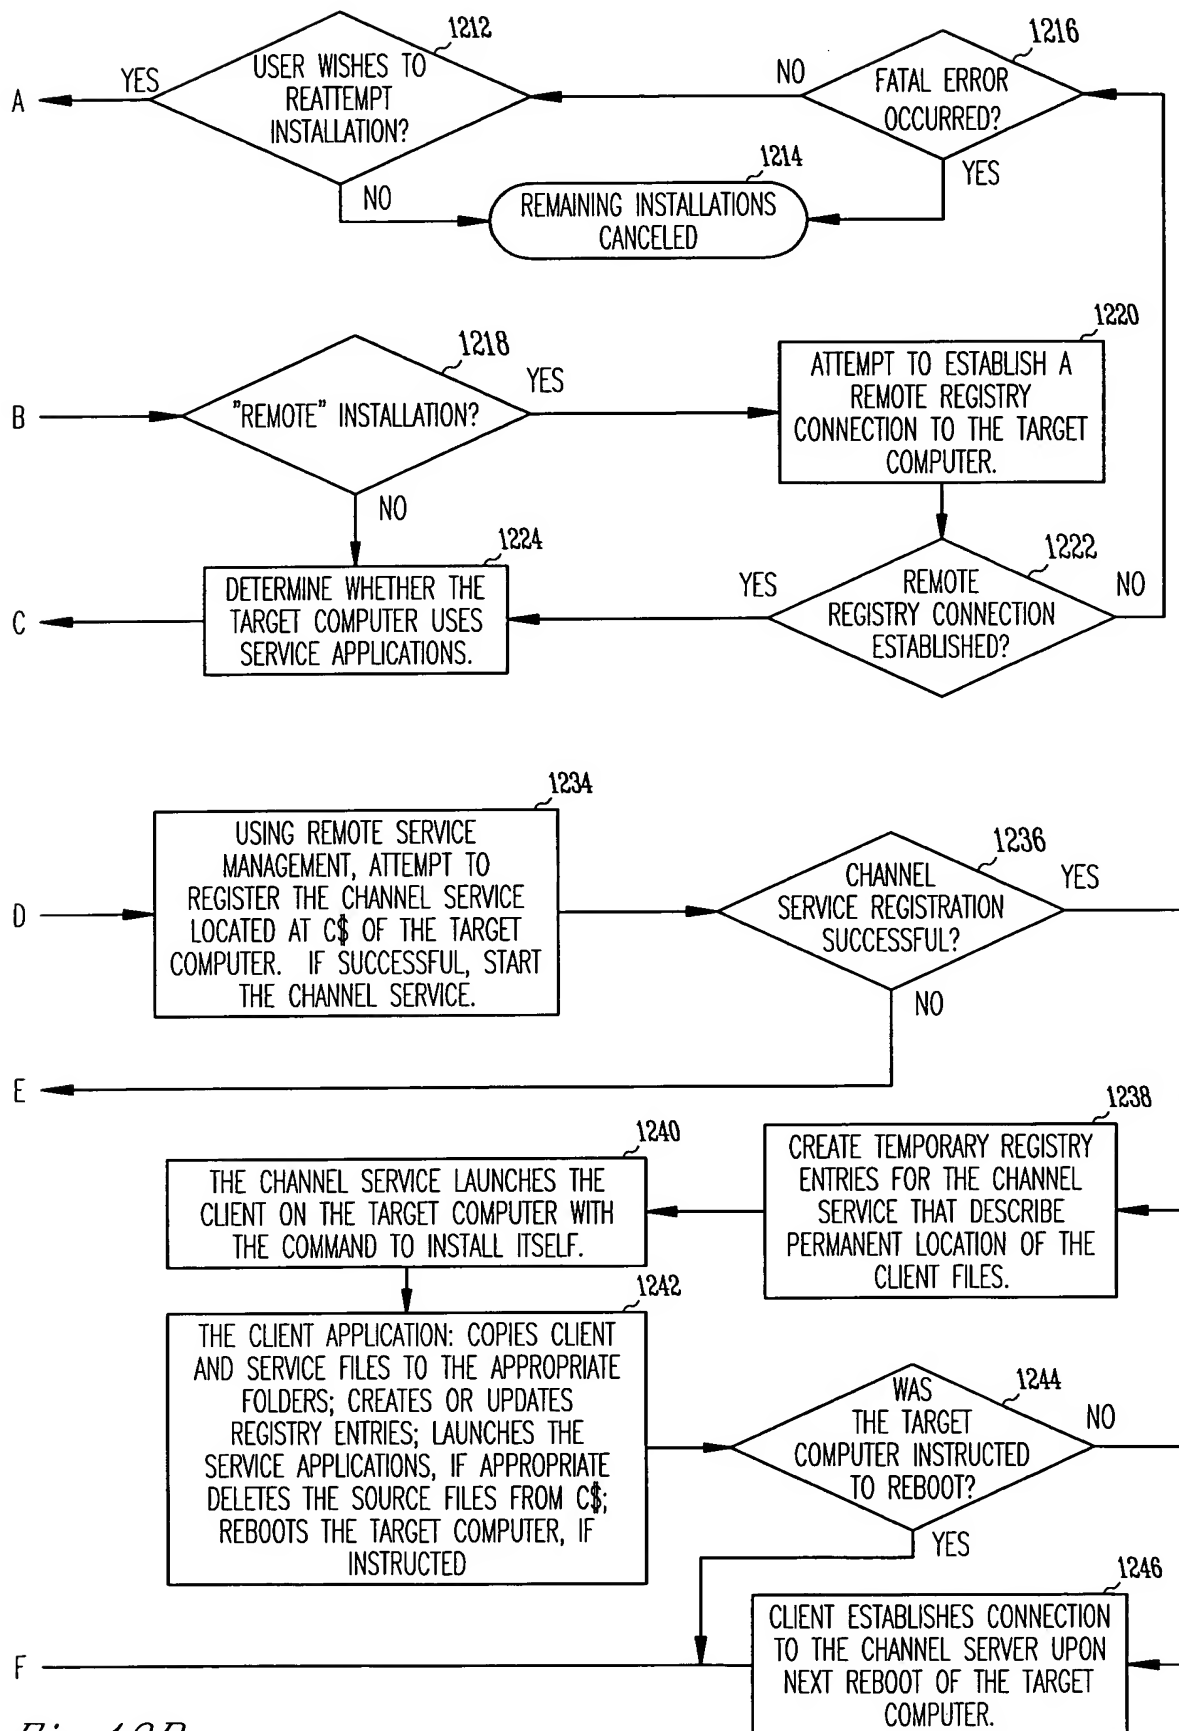 1212
USER WISHES TO
REATTEMPT
INSTALLATION?
YES
A
NO
1216
FATAL ERROR
OCCURRED?
NO
YES
1214
REMAINING INSTALLATIONS
CANCELED
B
1218
"REMOTE" INSTALLATION?
YES
NO
1220
ATTEMPT TO ESTABLISH A
REMOTE REGISTRY
CONNECTION TO THE TARGET
COMPUTER.
C
1224
DETERMINE WHETHER THE
TARGET COMPUTER USES
SERVICE APPLICATIONS.
1222
REMOTE
REGISTRY CONNECTION
ESTABLISHED?
YES
NO
D
1234
USING REMOTE SERVICE
MANAGEMENT, ATTEMPT TO
REGISTER THE CHANNEL SERVICE
LOCATED AT C$ OF THE TARGET
COMPUTER. IF SUCCESSFUL, START
THE CHANNEL SERVICE.
1236
CHANNEL
SERVICE REGISTRATION
SUCCESSFUL?
YES
NO
E
1238
CREATE TEMPORARY REGISTRY
ENTRIES FOR THE CHANNEL
SERVICE THAT DESCRIBE
PERMANENT LOCATION OF THE
CLIENT FILES.
1240
THE CHANNEL SERVICE LAUNCHES THE
CLIENT ON THE TARGET COMPUTER WITH
THE COMMAND TO INSTALL ITSELF.
1242
THE CLIENT APPLICATION: COPIES CLIENT
AND SERVICE FILES TO THE APPROPRIATE
FOLDERS; CREATES OR UPDATES
REGISTRY ENTRIES; LAUNCHES THE
SERVICE APPLICATIONS, IF APPROPRIATE
DELETES THE SOURCE FILES FROM C$;
REBOOTS THE TARGET COMPUTER, IF
INSTRUCTED
1244
WAS
THE TARGET
COMPUTER INSTRUCTED
TO REBOOT?
NO
YES
1246
CLIENT ESTABLISHES CONNECTION
TO THE CHANNEL SERVER UPON
NEXT REBOOT OF THE TARGET
COMPUTER.
F